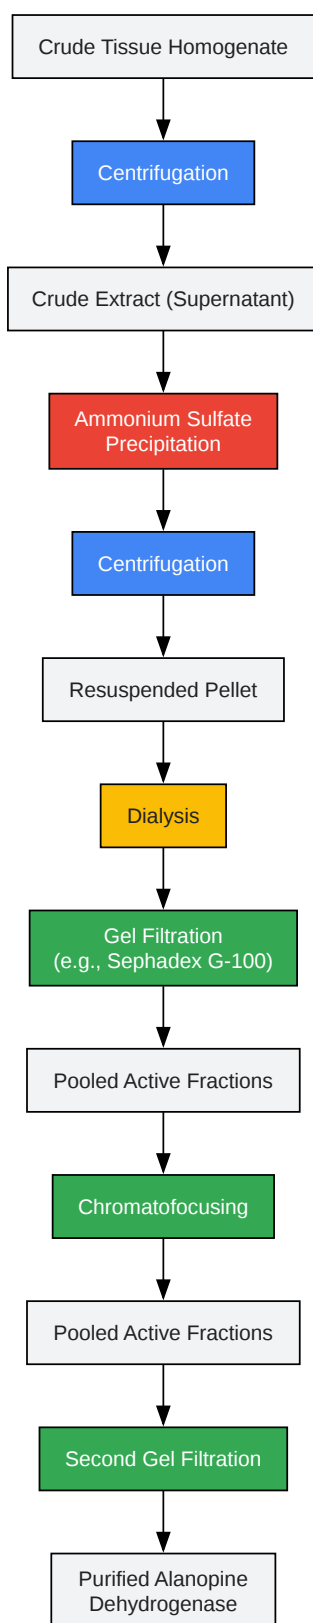 Crude Tissue Homogenate
Centrifugation
Crude Extract (Supernatant)
Ammonium Sulfate
Precipitation
Centrifugation
Resuspended Pellet
Dialysis
Gel Filtration
(e.g., Sephadex G-100)
Pooled Active Fractions
Chromatofocusing
Pooled Active Fractions
Second Gel Filtration
Purified Alanopine
Dehydrogenase